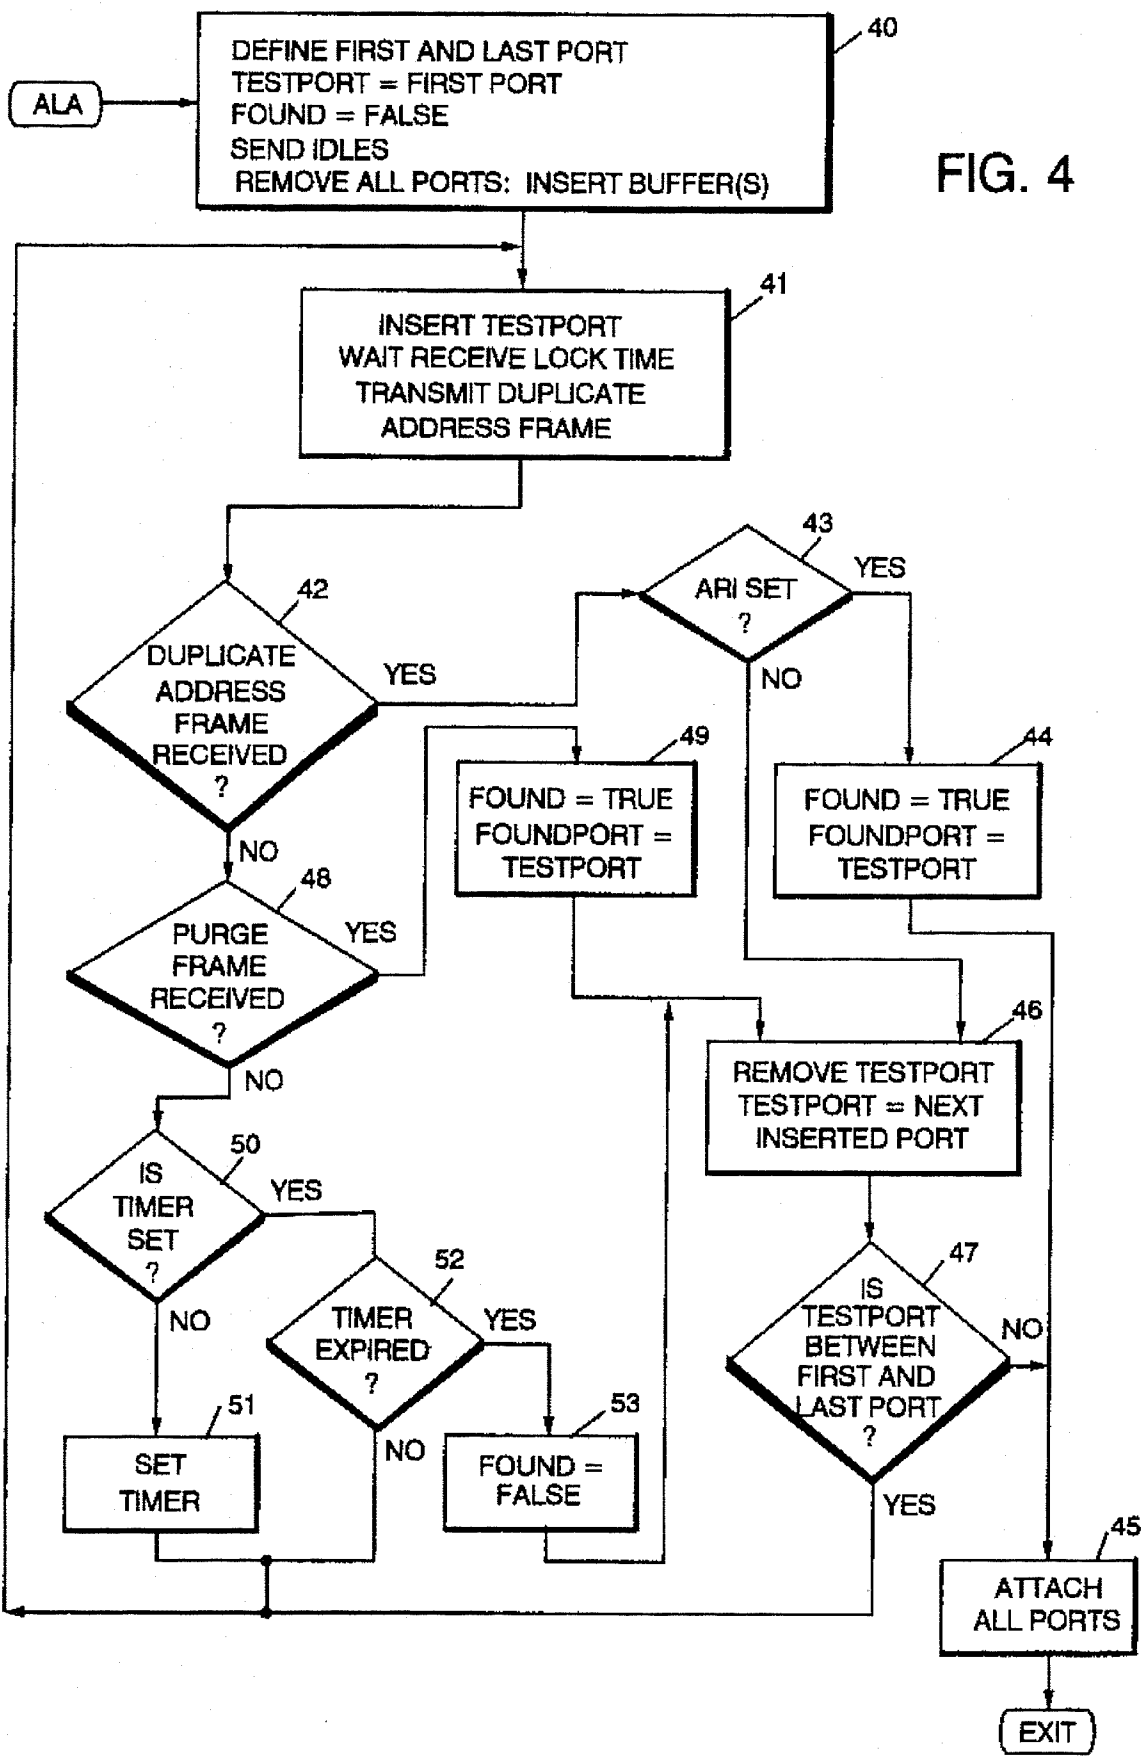 40
DEFINE FIRST AND LAST PORT
TESTPORT = FIRST PORT
FOUND = FALSE
SEND IDLES
REMOVE ALL PORTS: INSERT BUFFER(S)
ALA
FIG. 4
41
INSERT TESTPORT
WAIT RECEIVE LOCK TIME
TRANSMIT DUPLICATE
ADDRESS FRAME
42
DUPLICATE
ADDRESS
FRAME
RECEIVED
?
YES
NO
43
ARI SET
?
YES
NO
49
FOUND = TRUE
FOUNDPORT =
TESTPORT
44
FOUND = TRUE
FOUNDPORT =
TESTPORT
48
PURGE
FRAME
RECEIVED
?
YES
NO
46
REMOVE TESTPORT
TESTPORT = NEXT
INSERTED PORT
50
IS
TIMER
SET
?
YES
NO
52
TIMER
EXPIRED
?
YES
NO
47
IS
TESTPORT
BETWEEN
FIRST AND
LAST PORT
?
NO
YES
51
SET
TIMER
53
FOUND =
FALSE
45
ATTACH
ALL PORTS
EXIT